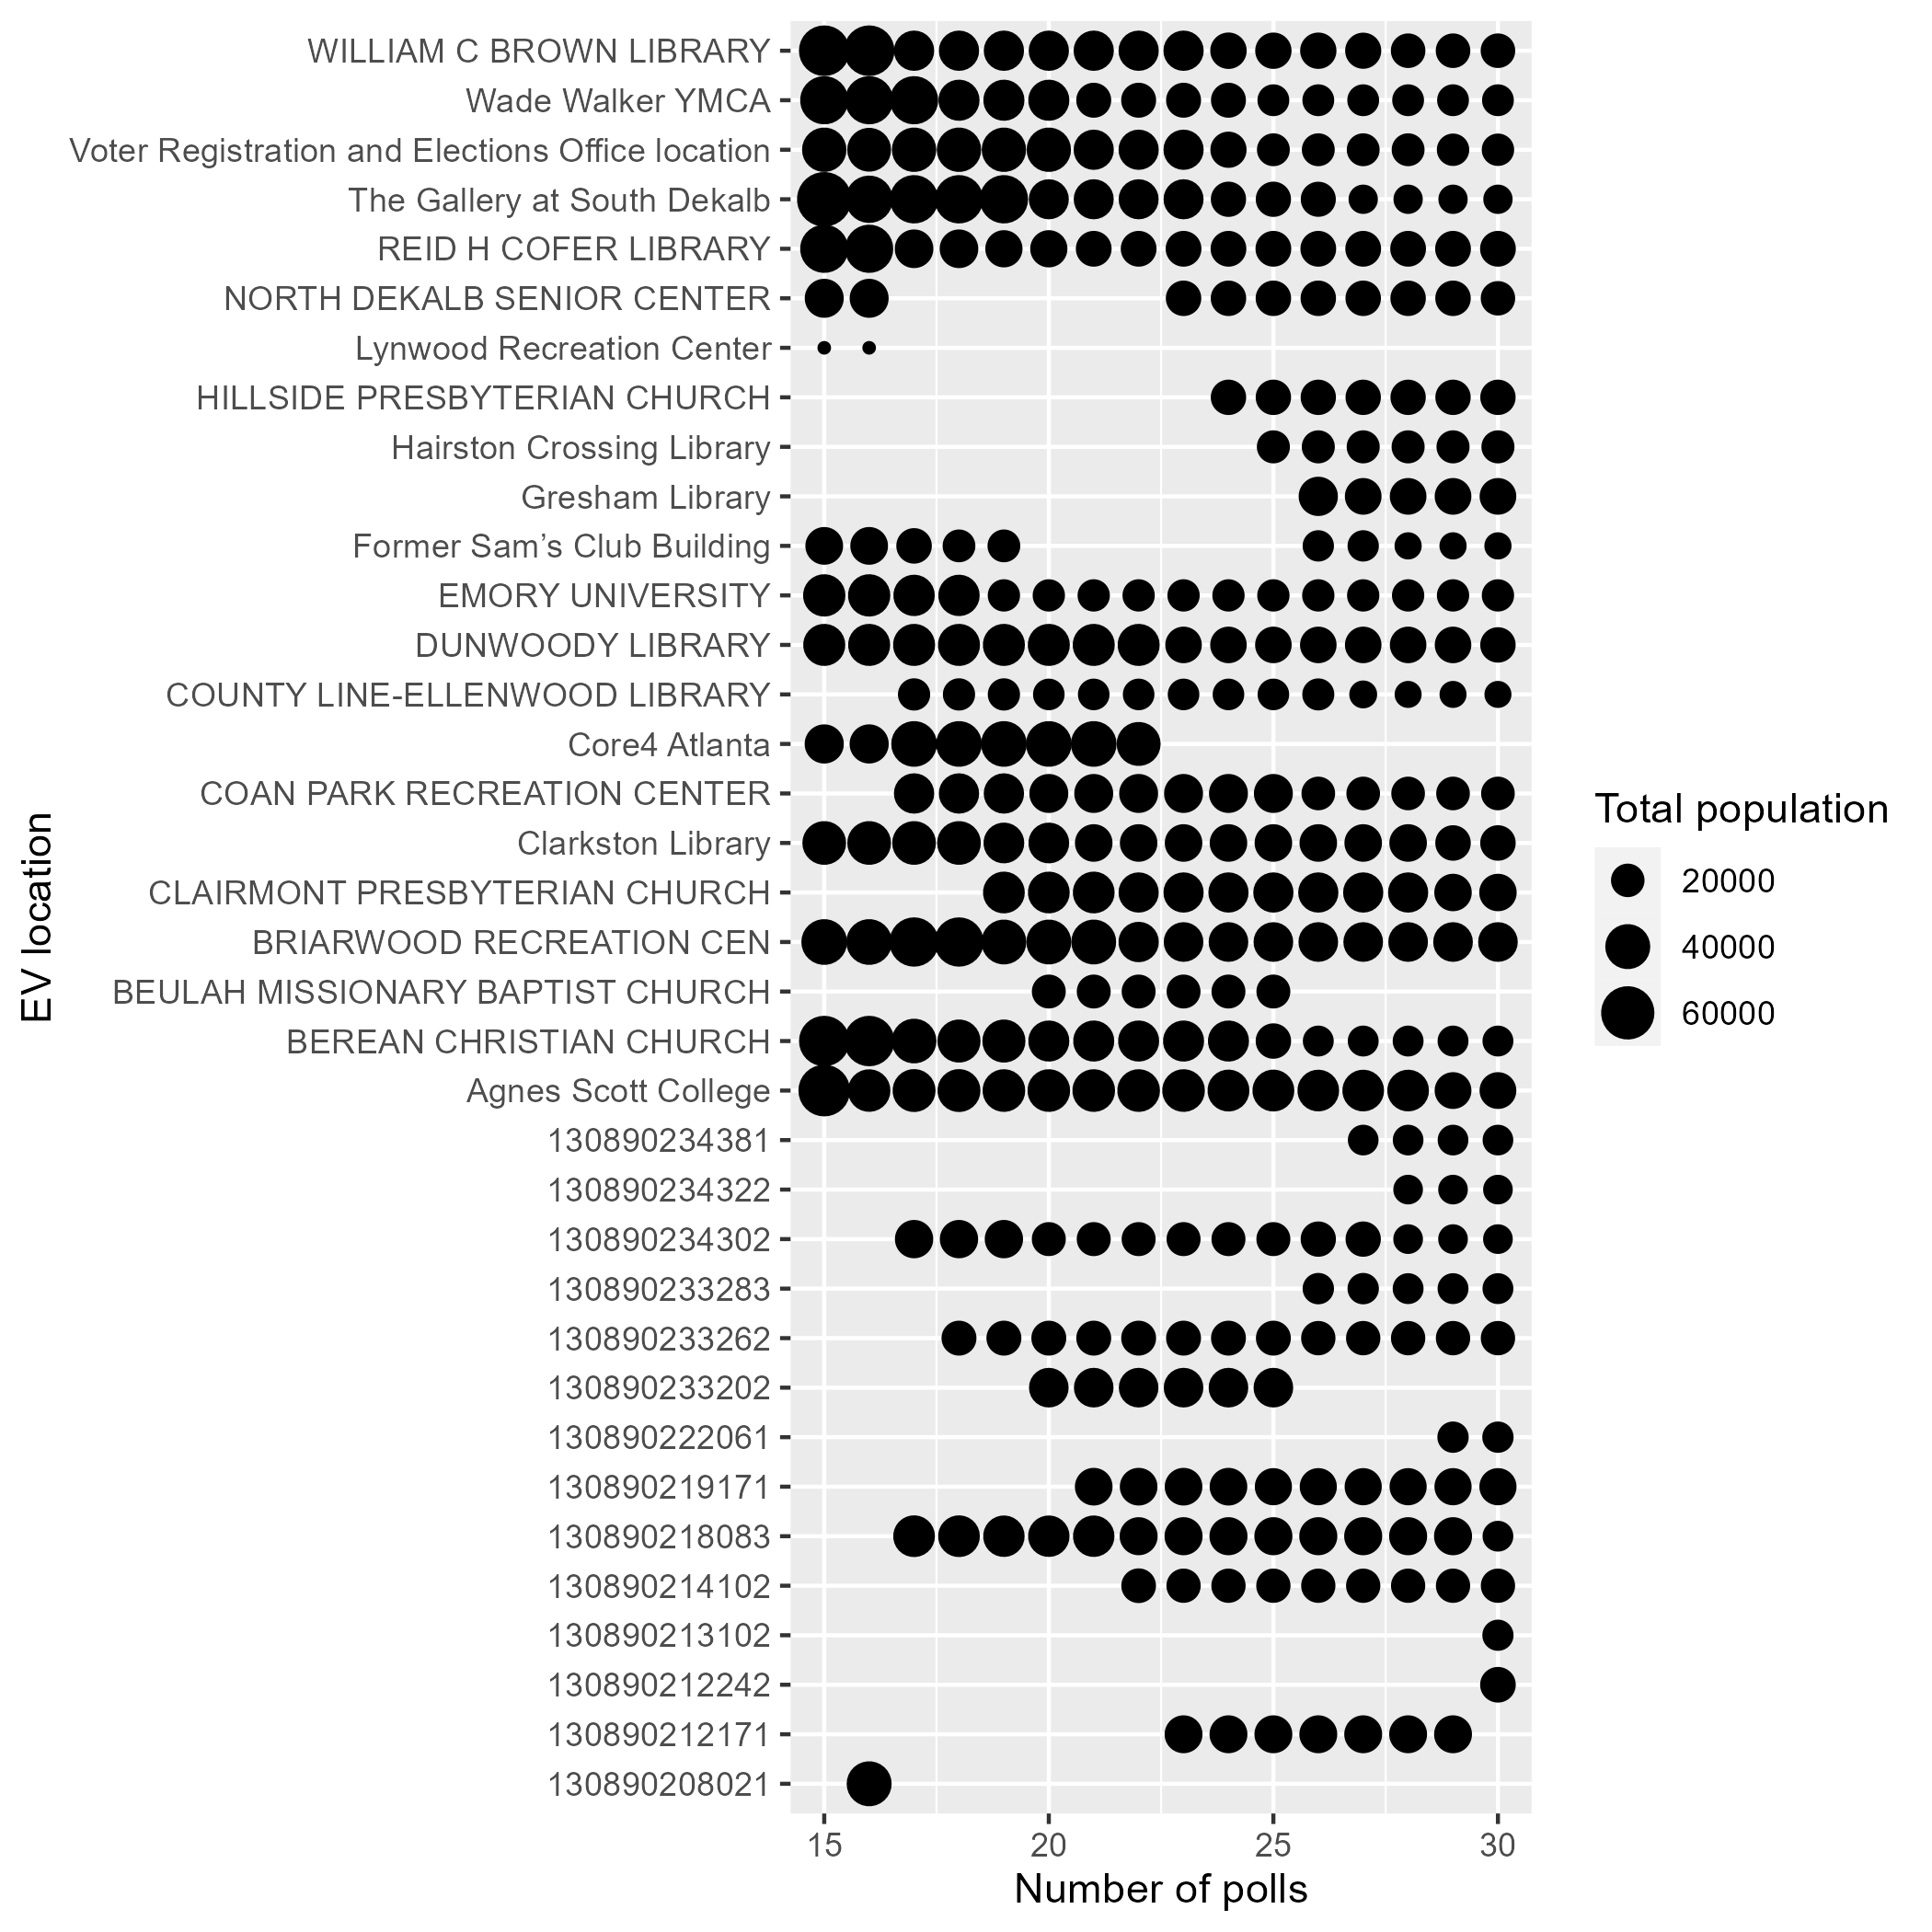 WILLIAM C BROWN LIBRARY
Wade Walker YMCA
Voter Registration and Elections Office location
The Gallery at South Dekalb
REID H COFER LIBRARY
NORTH DEKALB SENIOR CENTER
Lynwood Recreation Center
HILLSIDE PRESBYTERIAN CHURCH
Hairston Crossing Library
Gresham Library
Former Sam’s Club Building
EMORY UNIVERSITY
DUNWOODY LIBRARY
COUNTY LINE-ELLENWOOD LIBRARY
Core4 Atlanta
COAN PARK RECREATION CENTER
Clarkston Library
CLAIRMONT PRESBYTERIAN CHURCH
BRIARWOOD RECREATION CEN
BEULAH MISSIONARY BAPTIST CHURCH
BEREAN CHRISTIAN CHURCH
Agnes Scott College
130890234381
130890234322
130890234302
130890233283
130890233262
130890233202
130890222061
130890219171
130890218083
130890214102
130890213102
130890212242
130890212171
130890208021
EV location
15 20 25 30
Number of polls
Total population
20000
40000
60000